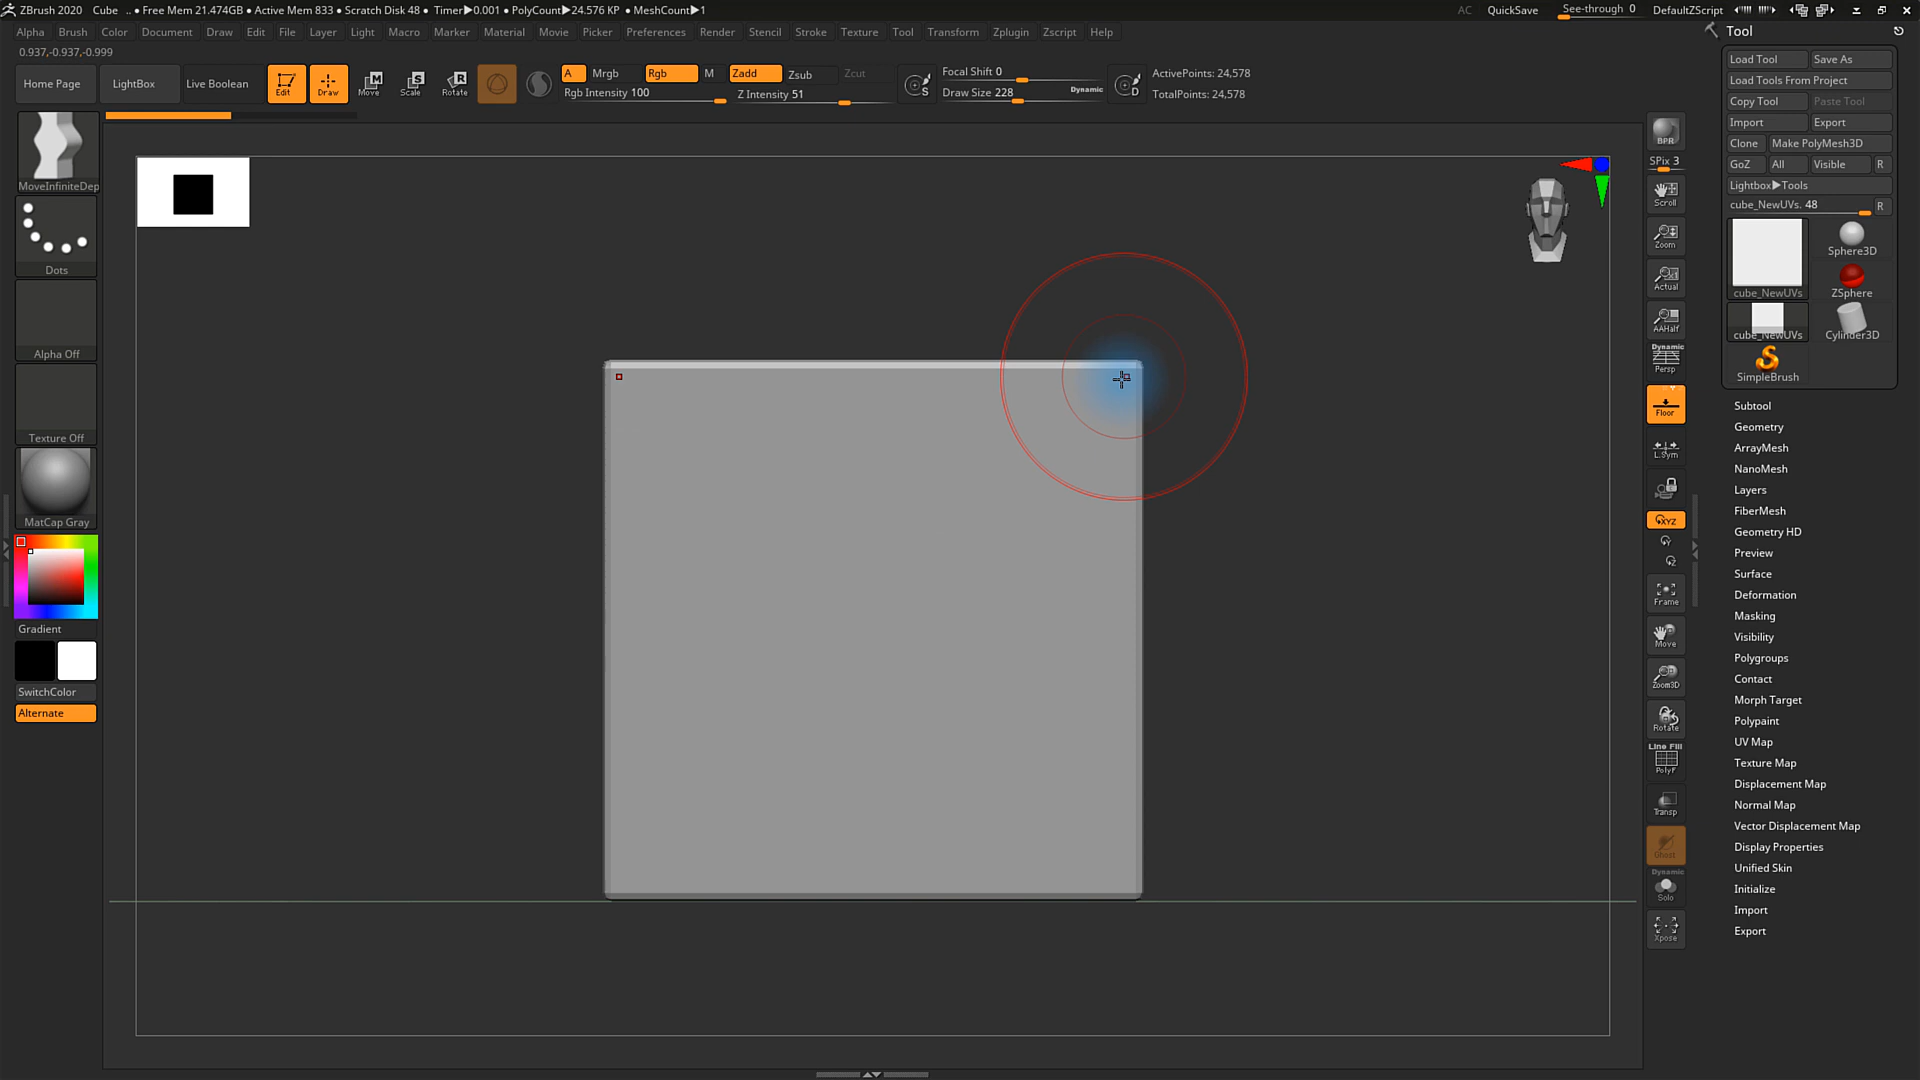 ZBrush 2020 Cube .. • Free Mem 21.474GB • Active Mem 833 • Scratch Disk 48 • Timer▶0.001 • PolyCount▶24.576 KP • MeshCount▶1
AC QuickSave See-through 0 DefaultZScript
Alpha Brush Color Document Draw Edit File Layer Light Macro Marker Material Movie Picker Preferences Render Stencil Stroke Texture Tool Transform Zplugin Zscript Help
0.937,-0.937,-0.999
Home Page LightBox Live Boolean Edit Draw Move Scale Rotate
A Mrgb Rgb M Zadd Zsub Zcut
Rgb Intensity 100 Z Intensity 51
Focal Shift 0
Draw Size 228 Dynamic
ActivePoints: 24,578
TotalPoints: 24,578
MoveInfiniteDep
Dots
Alpha Off
Texture Off
MatCap Gray
Gradient
SwitchColor
Alternate
BPR
SPix 3
Scroll
Zoom
Actual
AAHalf
Dynamic
Persp
Floor
L.Sym
XYZ
Y
Z
Frame
Move
Zoom3D
Rotate
Line Fill
PolyF
Transp
Ghost
Dynamic
Solo
Xpose
Tool
Load Tool Save As
Load Tools From Project
Copy Tool Paste Tool
Import Export
Clone Make PolyMesh3D
GoZ All Visible R
Lightbox▶Tools
cube_NewUVs. 48 R
cube_NewUVs
Sphere3D
ZSphere
cube_NewUVs
Cylinder3D
SimpleBrush
Subtool
Geometry
ArrayMesh
NanoMesh
Layers
FiberMesh
Geometry HD
Preview
Surface
Deformation
Masking
Visibility
Polygroups
Contact
Morph Target
Polypaint
UV Map
Texture Map
Displacement Map
Normal Map
Vector Displacement Map
Display Properties
Unified Skin
Initialize
Import
Export